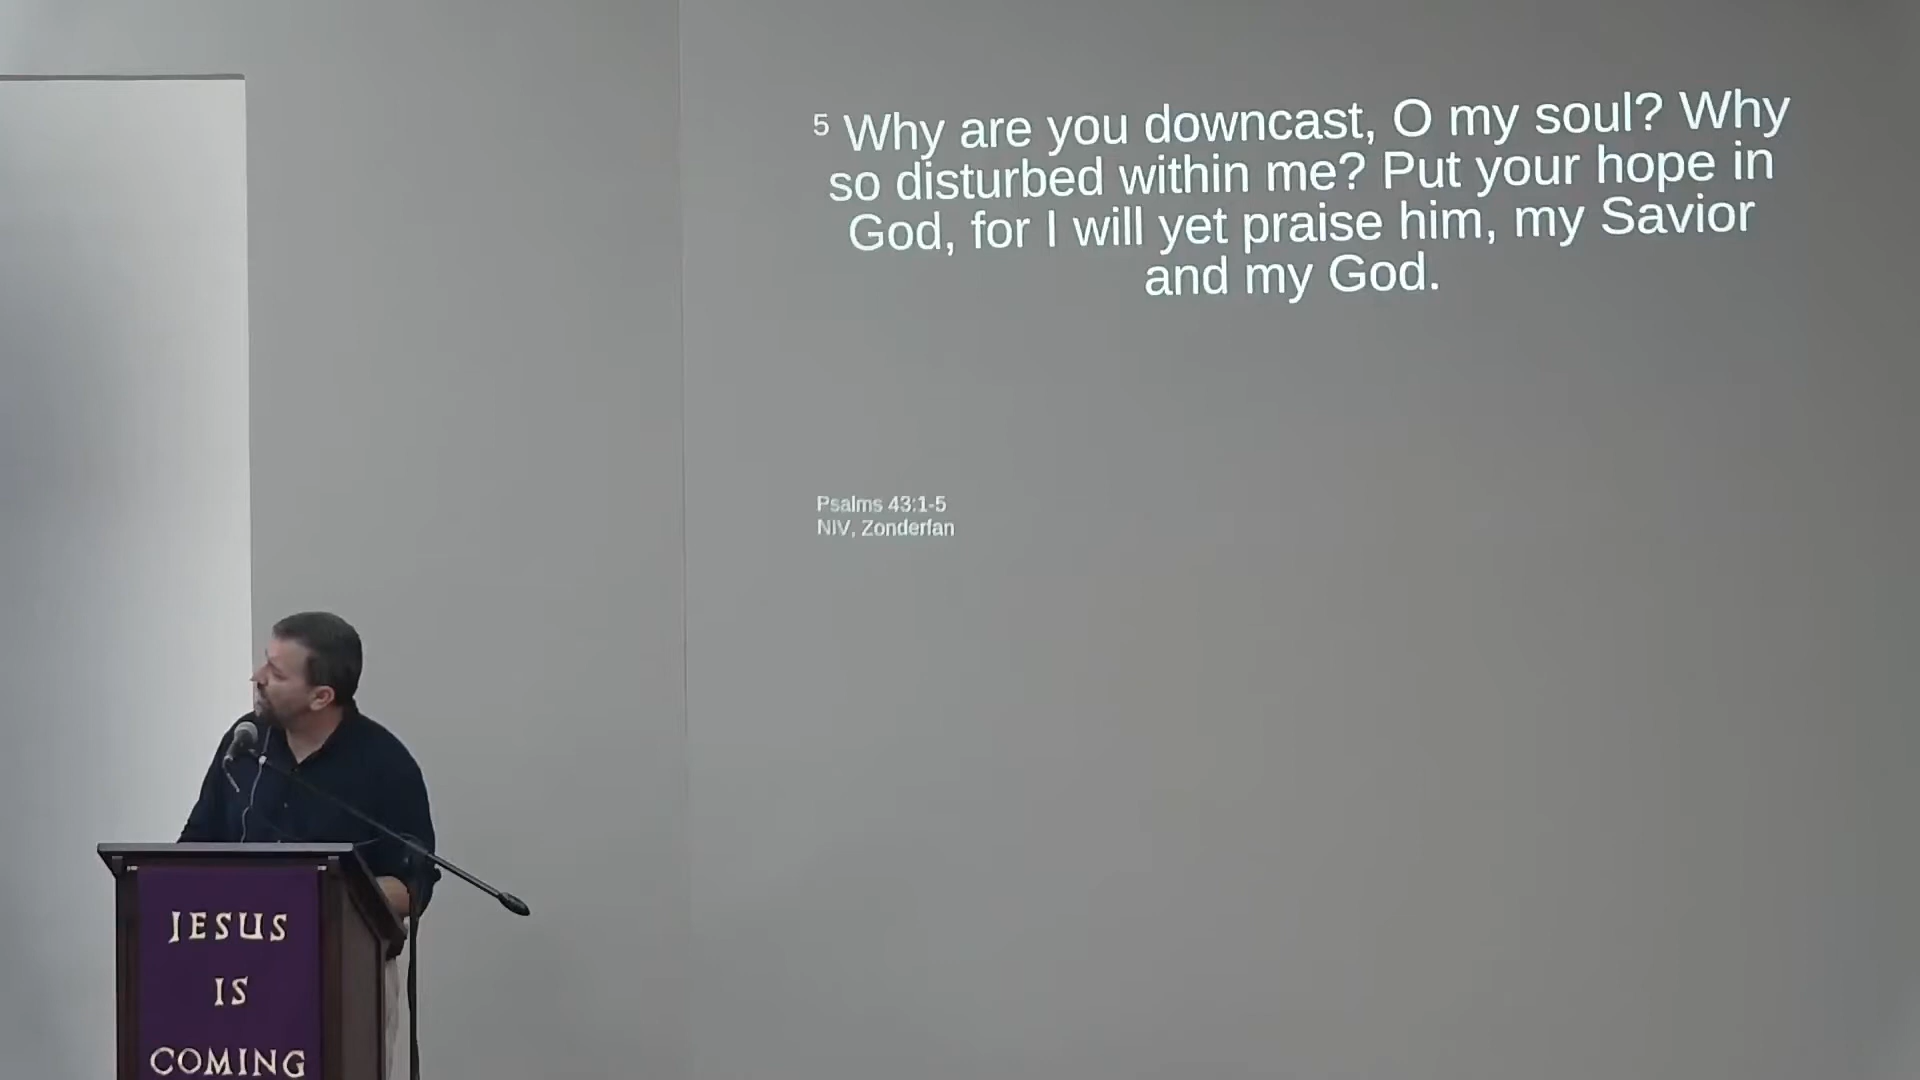 5 Why are you downcast, O my soul? Why
so disturbed within me? Put your hope in
God, for I will yet praise him, my Savior
and my God.
Psalms 43:1-5
NIV, Zonderfan
JESUS
IS
COMING